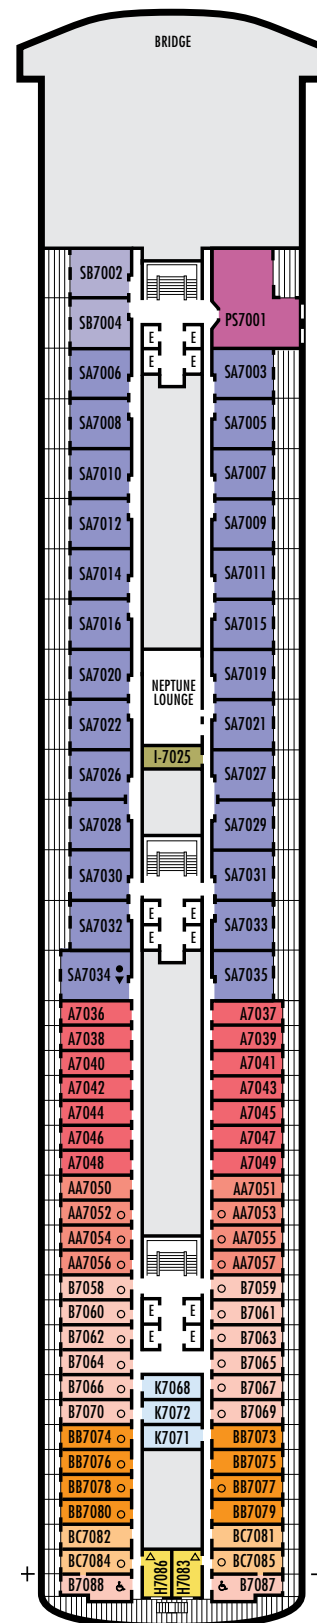 BRIDGE
SB7002
SB7004 E E PS7001
E E
SA7006 SA7003
SA7008 SA7005
SA7010 SA7007
SA7012 SA7009
SA7014 SA7011
SA7016 SA7015
SA7020 SA7019
NEPTUNE
LOUNGE
SA7022 SA7021
I-7025
SA7026 SA7027
SA7028 SA7029
SA7030 SA7031
SA7032 E E SA7033
E E
SA7034 SA7035
A7036 A7037
A7038 A7039
A7040 A7041
A7042 A7043
A7044 A7045
A7046 A7047
A7048 A7049
AA7050 AA7051
AA7052 AA7053
AA7054 AA7055
AA7056 AA7057
B7058 B7059
B7060 E E B7061
B7062 E E B7063
B7064 B7065
B7066 K7068 B7067
B7070 K7072 B7069
BB7074 K7071 BB7073
BB7076 BB7075
BB7078 BB7077
BB7080 BB7079
BC7082 BC7081
BC7084 H7086 H7083 BC7085
B7088 B7087